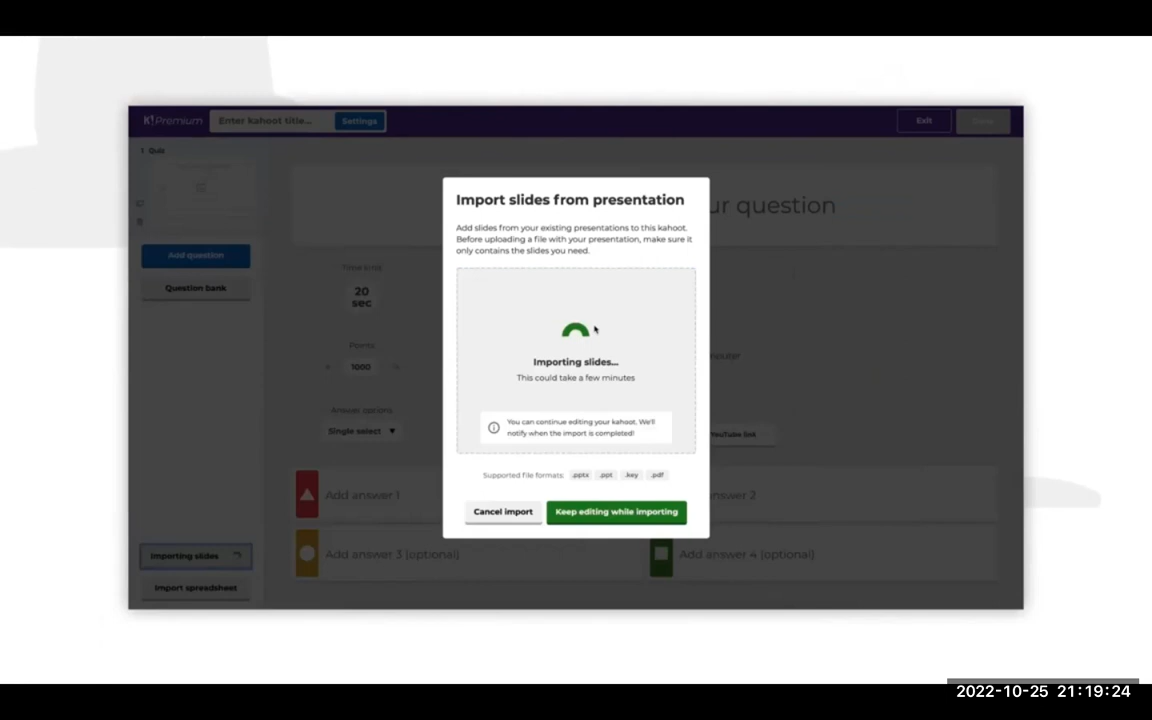 K! Premium
Enter kahoot title...
Settings
Exit
1 Quiz
Add question
Question bank
Importing slides
Import spreadsheet
ur question
Time limit
20
sec
Points
1000
Answer options
Single select
YouTube link
Add answer 1
2
Add answer 3 (optional)
Add answer 4 (optional)
Import slides from presentation
Add slides from your existing presentations to this kahoot.
Before uploading a file with your presentation, make sure it
only contains the slides you need.
Importing slides...
This could take a few minutes
You can continue editing your kahoot. We'll
notify when the import is completed!
Supported file formats: .pptx .ppt .key .pdf
Cancel import
Keep editing while importing
2022-10-25 21:19:24